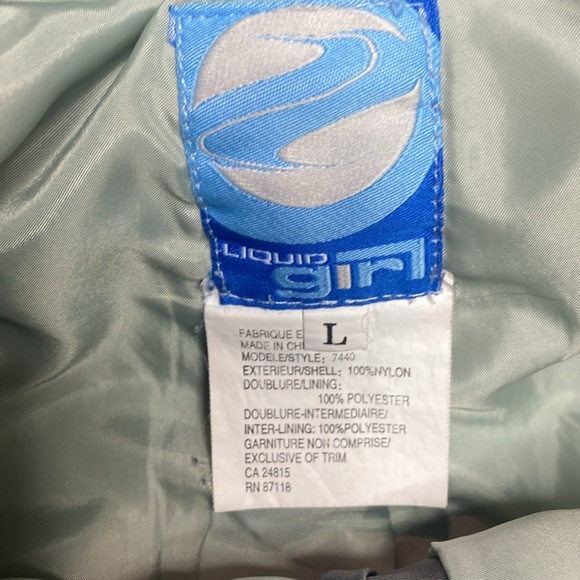 LIQUID
girl
L
FABRIQUE E
MADE IN CHI
MODELE/STYLE: 7440
EXTERIEUR/SHELL: 100%NYLON
DOUBLURE/LINING:
100% POLYESTER
DOUBLURE-INTERMEDIAIRE/
INTER-LINING: 100%POLYESTER
GARNITURE NON COMPRISE/
EXCLUSIVE OF TRIM
CA 24815
RN 87118